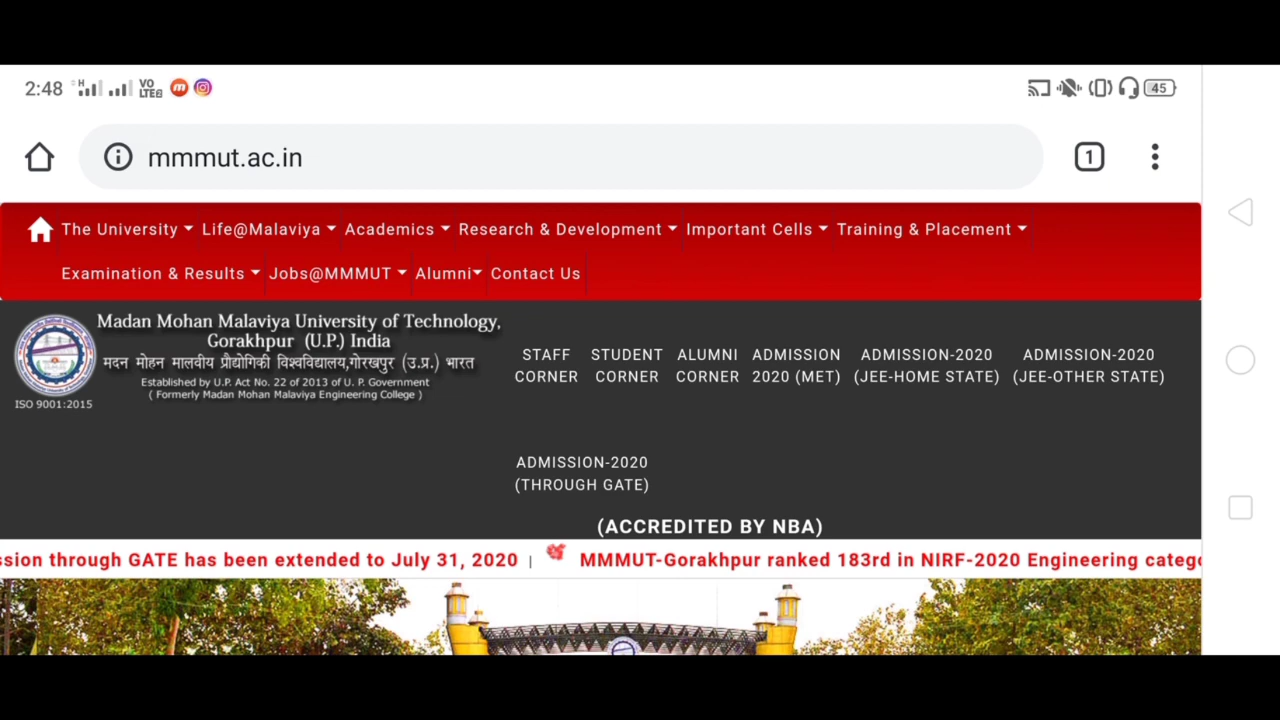 2:48 H VO LTE 45
mmmut.ac.in 1
The University Life@Malaviya Academics Research & Development Important Cells Training & Placement
Examination & Results Jobs@MMMUT Alumni Contact Us
Madan Mohan Malaviya University of Technology,
Gorakhpur (U.P.) India
मदन मोहन मालवीय प्रौद्योगिकी विश्वविद्यालय,गोरखपुर (उ.प्र.) भारत
Established by U.P. Act No. 22 of 2013 of U. P. Government
( Formerly Madan Mohan Malaviya Engineering College )
ISO 9001:2015
STAFF CORNER
STUDENT CORNER
ALUMNI CORNER
ADMISSION 2020 (MET)
ADMISSION-2020 (JEE-HOME STATE)
ADMISSION-2020 (JEE-OTHER STATE)
ADMISSION-2020
(THROUGH GATE)
(ACCREDITED BY NBA)
ssion through GATE has been extended to July 31, 2020 | MMMUT-Gorakhpur ranked 183rd in NIRF-2020 Engineering catego